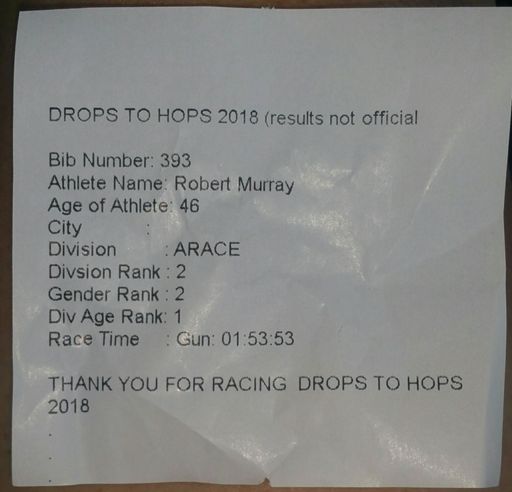 DROPS TO HOPS 2018 (results not official
Bib Number: 393
Athlete Name: Robert Murray
Age of Athlete: 46
City :
Division : ARACE
Divsion Rank : 2
Gender Rank : 2
Div Age Rank: 1
Race Time : Gun: 01:53:53
THANK YOU FOR RACING DROPS TO HOPS
2018
.
.
.